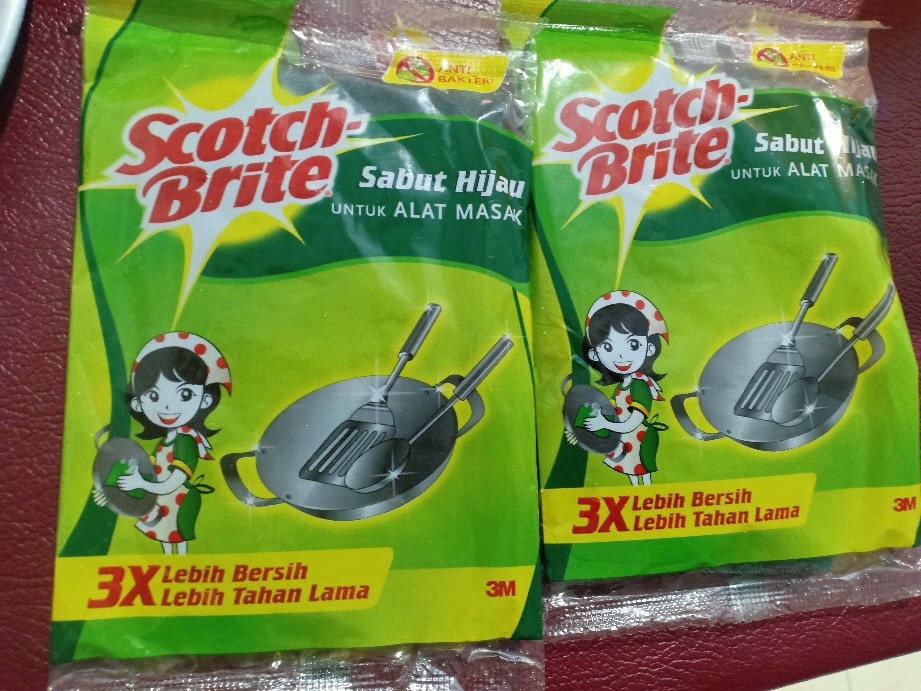 ANTI
BAKTERI
Scotch-
Brite
Sabut Hijau
UNTUK ALAT MASAK
3X Lebih Bersih
Lebih Tahan Lama
3M
ANTI
BAKTERI
Scotch-
Brite
Sabut Hijau
UNTUK ALAT MASAK
3X Lebih Bersih
Lebih Tahan Lama
3M